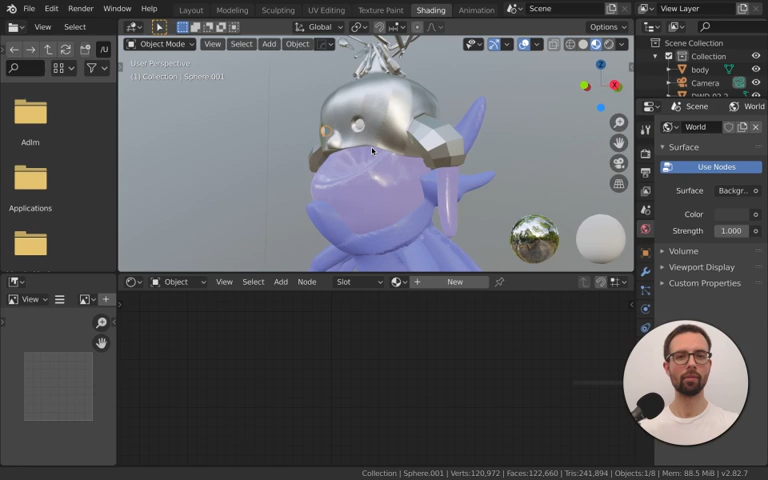 File Edit Render Window Help
Layout Modeling Sculpting UV Editing Texture Paint Shading Animation
Scene
View Layer
View Select
Global
Options
Object Mode View Select Add Object
Scene Collection
Collection
body
Camera
User Perspective
(1) Collection | Sphere.001
Z
X
Scene World
World
Surface
Use Nodes
Surface Backgr..
Color
Strength 1.000
Volume
Viewport Display
Custom Properties
AdIm
Applications
View
Object View Select Add Node Slot New
Collection | Sphere.001 | Verts:120,972 | Faces:122,660 | Tris:241,894 | Objects:1/8 | Mem: 88.5 MiB | v2.82.7